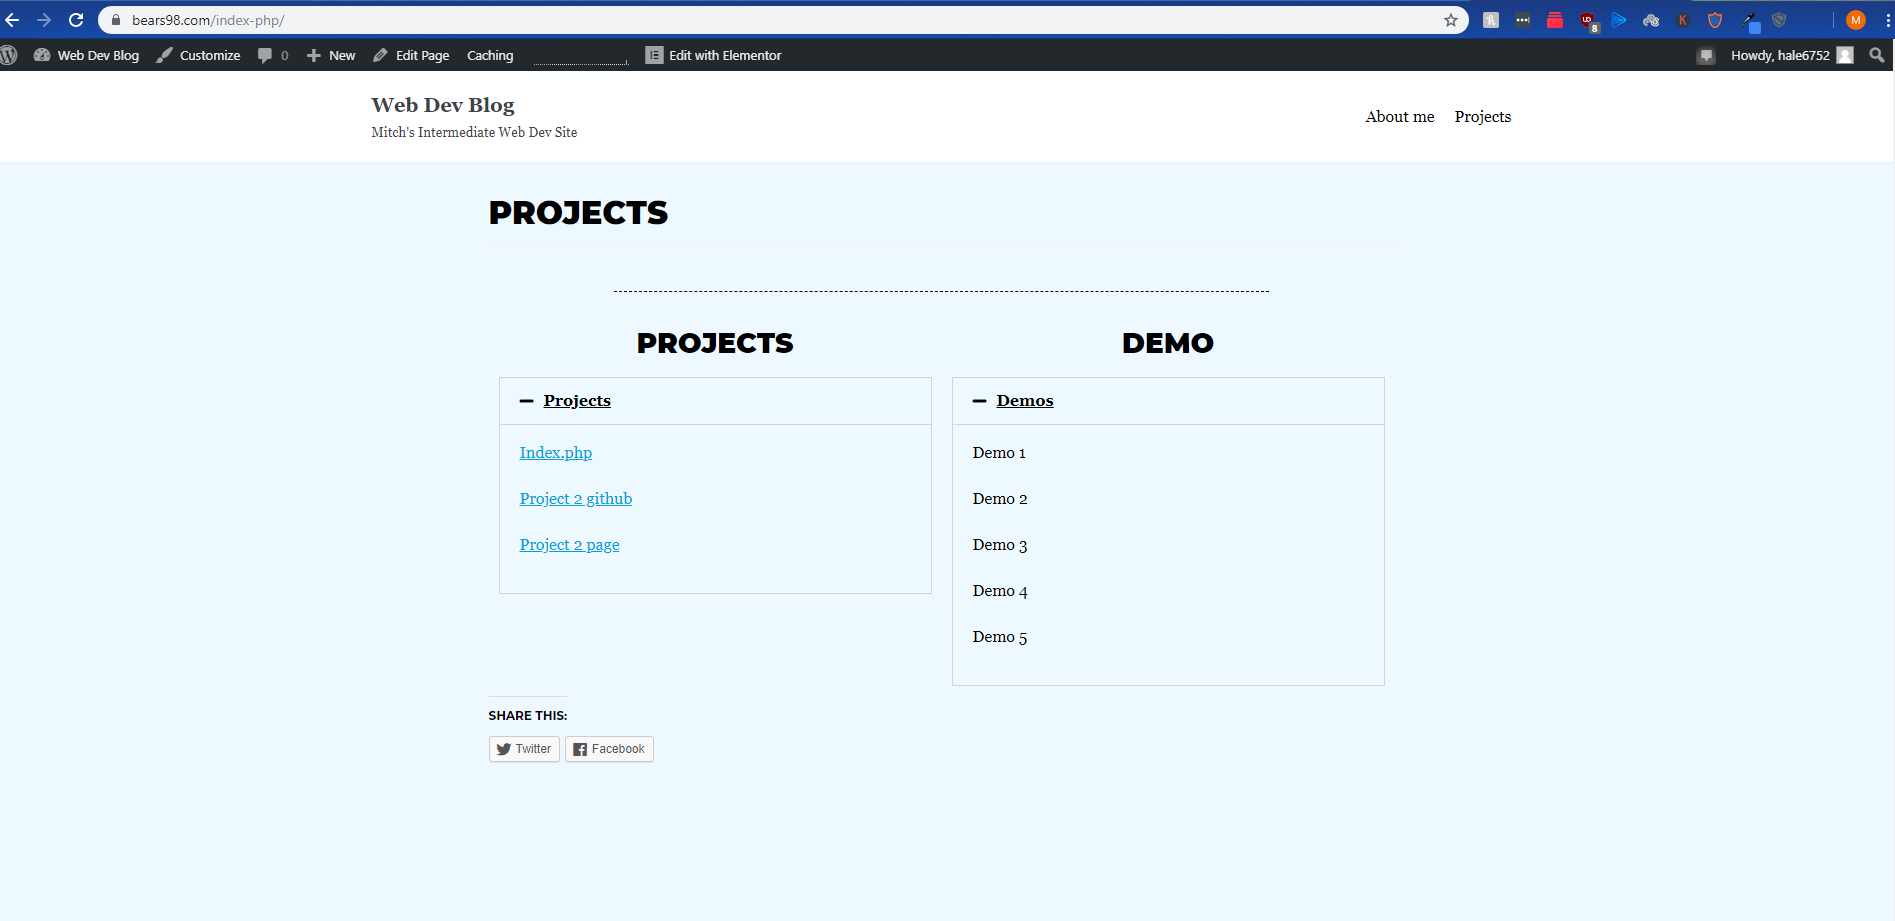 bears98.com/index-php/
8
M
Web Dev Blog Customize 0 New Edit Page Caching Edit with Elementor Howdy, hale6752
Web Dev Blog
Mitch's Intermediate Web Dev Site
About me Projects
PROJECTS
PROJECTS
Projects
Index.php
Project 2 github
Project 2 page
DEMO
Demos
Demo 1
Demo 2
Demo 3
Demo 4
Demo 5
SHARE THIS:
Twitter Facebook